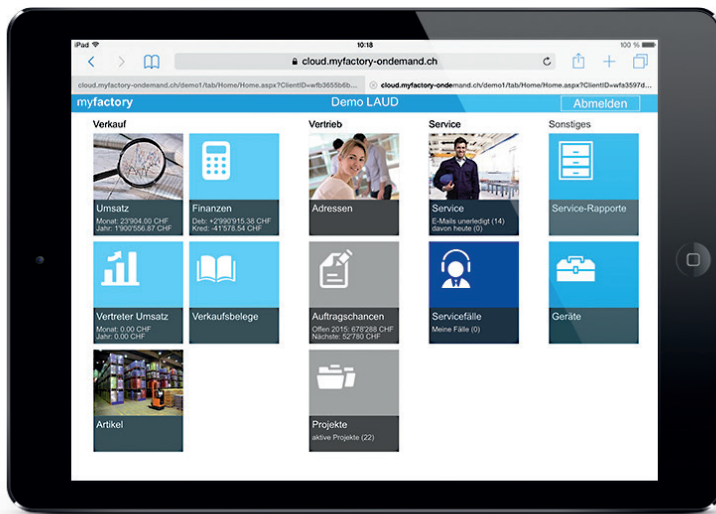 iPad
10:18
100 %
cloud.myfactory-ondemand.ch
cloud.myfactory-ondemand.ch/demo1/tab/Home/Home.aspx?ClientID=wfb3655b6b...
cloud.myfactory-ondemand.ch/demo1/tab/Home/Home.aspx?ClientID=wfa3597d...
myfactory
Demo LAUD
Abmelden
Verkauf
Vertrieb
Service
Sonstiges
Umsatz
Monat: 23'904.00 CHF
Jahr: 1'900'556.87 CHF
Finanzen
Deb: +2'990'915.38 CHF
Kred: -41'578.54 CHF
Adressen
Service
E-Mails unerledigt (14)
davon heute (0)
Service-Rapporte
Vertreter Umsatz
Monat: 0.00 CHF
Jahr: 0.00 CHF
Verkaufsbelege
Auftragschancen
Offen 2015: 678'288 CHF
Nächste: 52'780 CHF
Servicefälle
Meine Fälle (0)
Geräte
Artikel
Projekte
aktive Projekte (22)